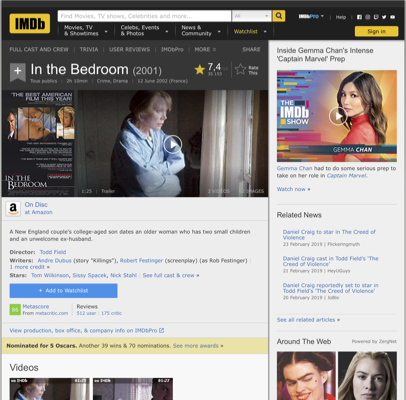 IMDb
Find Movies, TV shows, Celebrities and more...
All
IMDbPro
Help
Movies, TV & Showtimes
Celebs, Events & Photos
News & Community
Watchlist
Sign in
FULL CAST AND CREW | TRIVIA | USER REVIEWS | IMDbPro | MORE
SHARE
In the Bedroom (2001)
Tous publics | 2h 10min | Crime, Drama | 12 June 2002 (France)
7,4
Rate This
THE BEST AMERICAN FILM THIS YEAR!
IN THE BEDROOM
1:25 | Trailer
2 VIDEOS
IMAGES
On Disc
at Amazon
A New England couple's college-aged son dates an older woman who has two small children
and an unwelcome ex-husband.
Director: Todd Field
Writers: Andre Dubus (story "Killings"), Robert Festinger (screenplay) (as Rob Festinger) |
1 more credit »
Stars: Tom Wilkinson, Sissy Spacek, Nick Stahl | See full cast & crew »
+ Add to Watchlist
Metascore
From metacritic.com
Reviews
512 user | 175 critic
View production, box office, & company info on IMDbPro
Nominated for 5 Oscars. Another 39 wins & 70 nominations. See more awards »
Videos
Inside Gemma Chan's Intense
'Captain Marvel' Prep
THE IMDb SHOW
GEMMA CHAN
Gemma Chan had to do some serious prep
to take on her role in Captain Marvel.
Watch now »
Related News
Daniel Craig to star in The Creed of
Violence
23 February 2019 | Flickeringmyth
Daniel Craig cast in Todd Field's 'The Creed
of Violence'
21 February 2019 | HeyUGuys
Daniel Craig reportedly set to star in
Todd Field's 'The Creed of Violence'
20 February 2019 | JoBlo
See all related articles »
Around The Web
Powered by ZergNet